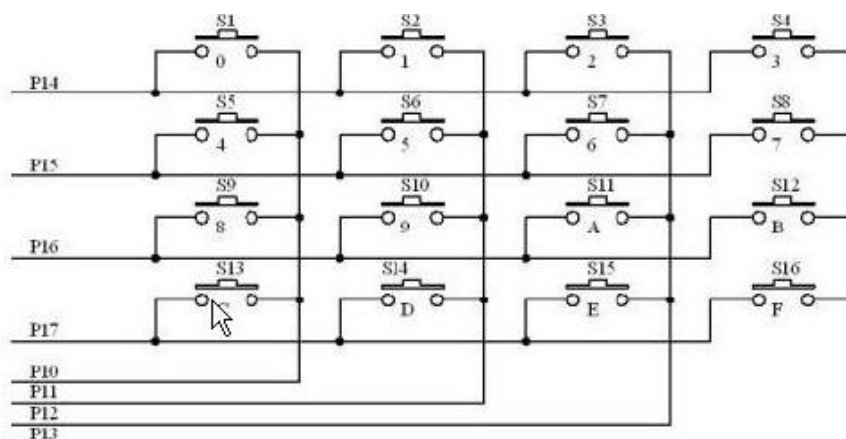 S1 S2 S3 S4
0 1 2 3
P14
S5 S6 S7 S8
4 5 6 7
P15
S9 S10 S11 S12
8 9 A B
P16
S13 S14 S15 S16
D E F
P17
P10
P11
P12
P13